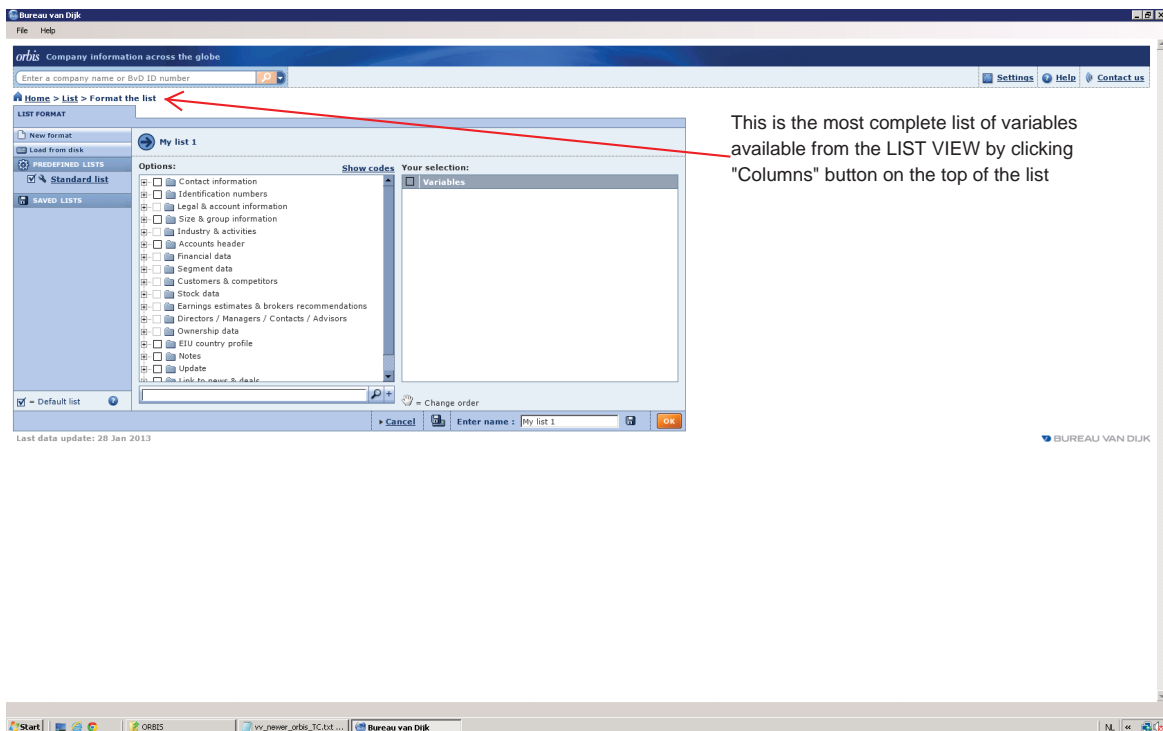 Bureau van Dijk
File Help
orbis Company information across the globe
Enter a company name or BvD ID number
Settings Help Contact us
Home > List > Format the list
LIST FORMAT
New format
Load from disk
PREDEFINED LISTS
Standard list
SAVED LISTS
My list 1
Options: Show codes Your selection:
Variables
Contact information
Identification numbers
Legal & account information
Size & group information
Industry & activities
Accounts header
Financial data
Segment data
Customers & competitors
Stock data
Earnings estimates & brokers recommendations
Directors / Managers / Contacts / Advisors
Ownership data
EIU country profile
Notes
Update
Link to news & deals
= Default list
= Change order
Cancel Enter name : My list 1 OK
Last data update: 28 Jan 2013
BUREAU VAN DIJK
This is the most complete list of variables
available from the LIST VIEW by clicking
"Columns" button on the top of the list
Start ORBIS vv_newer_orbis_TC.txt ... Bureau van Dijk NL «